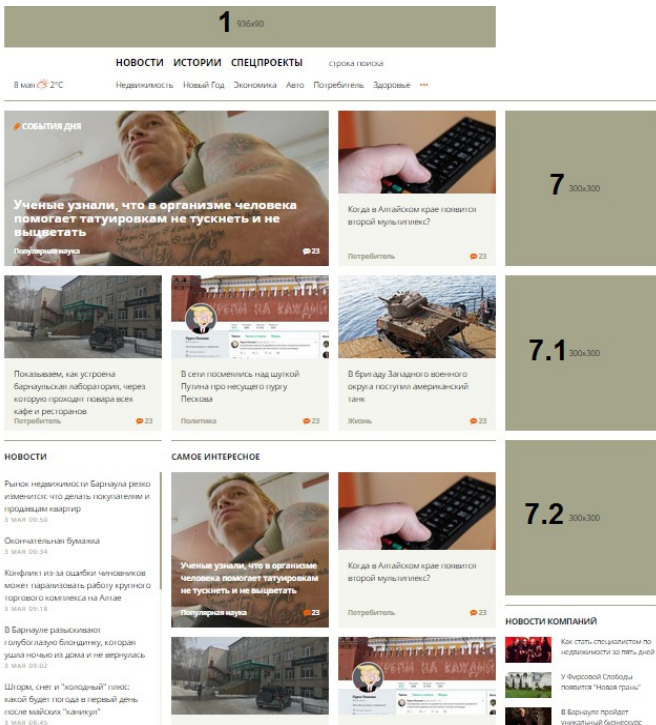 1 936x90
НОВОСТИ ИСТОРИИ СПЕЦПРОЕКТЫ строка поиска
8 мая 2°C
Недвижимость Новый Год Экономика Авто Потребитель Здоровье
СОБЫТИЯ ДНЯ
Ученые узнали, что в организме человека
помогает татуировкам не тускнеть и не
выцветать
Популярная наука 23
Когда в Алтайском крае появится
второй мультиплекс?
Потребитель 23
7 300x300
Показываем, как устроена
барнаульская лаборатория, через
которую проходят повара всех
кафе и ресторанов
Потребитель 23
В сети посмеялись над шуткой
Путина про несущего пургу
Пескова
Политика 23
В бригаду Западного военного
округа поступил американский
танк
Жизнь 23
7.1 300x300
НОВОСТИ
Рынок недвижимости Барнаула резко
изменится: что делать покупателям и
продавцам квартир
3 МАЯ 09:50
Окончательная бумажка
3 МАЯ 09:34
Конфликт из-за ошибки чиновников
может парализовать работу крупного
торгового комплекса на Алтае
3 МАЯ 09:18
В Барнауле разыскивают
голубоглазую блондинку, которая
ушла ночью из дома и не вернулась
3 МАЯ 09:02
Шторм, снег и "холодный" плюс:
какой будет погода в первый день
после майских "каникул"
3 МАЯ 08:45
САМОЕ ИНТЕРЕСНОЕ
Ученые узнали, что в организме
человека помогает татуировкам
не тускнеть и не выцветать
Популярная наука 23
Когда в Алтайском крае появится
второй мультиплекс?
Потребитель 23
7.2 300x300
НОВОСТИ КОМПАНИЙ
Как стать специалистом по
недвижимости за пять дней
У Фирсовой Слободы
появится "Новая грань"
В Барнауле пройдет
уникальный бизнескурс